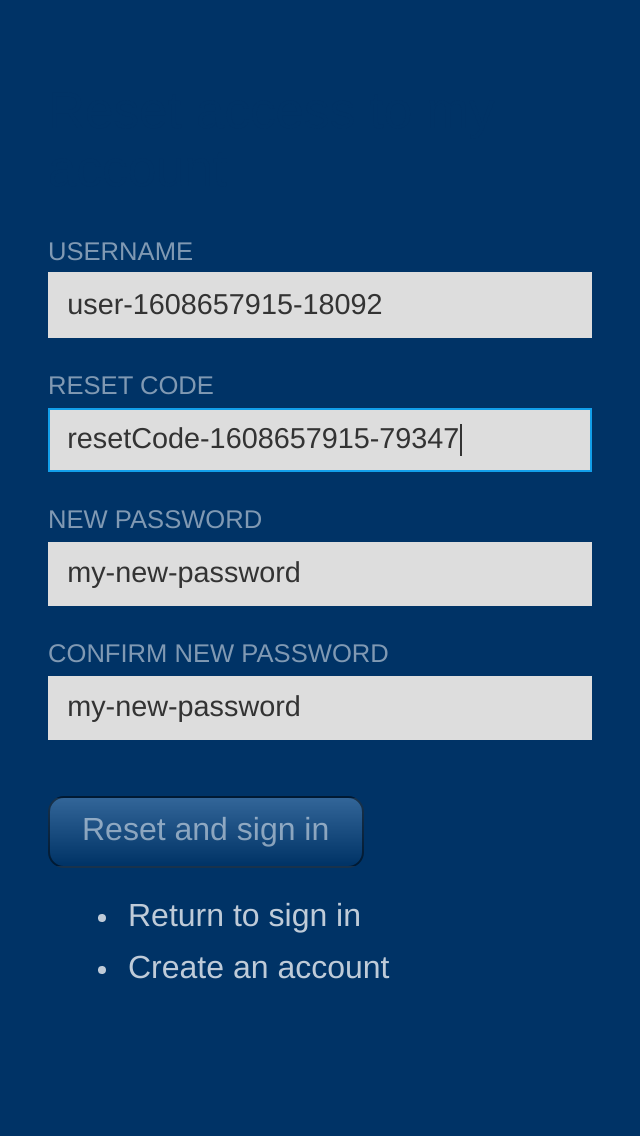 USERNAME
user-1608657915-18092
RESET CODE
resetCode-1608657915-79347
NEW PASSWORD
my-new-password
CONFIRM NEW PASSWORD
my-new-password
Reset and sign in
• Return to sign in
• Create an account